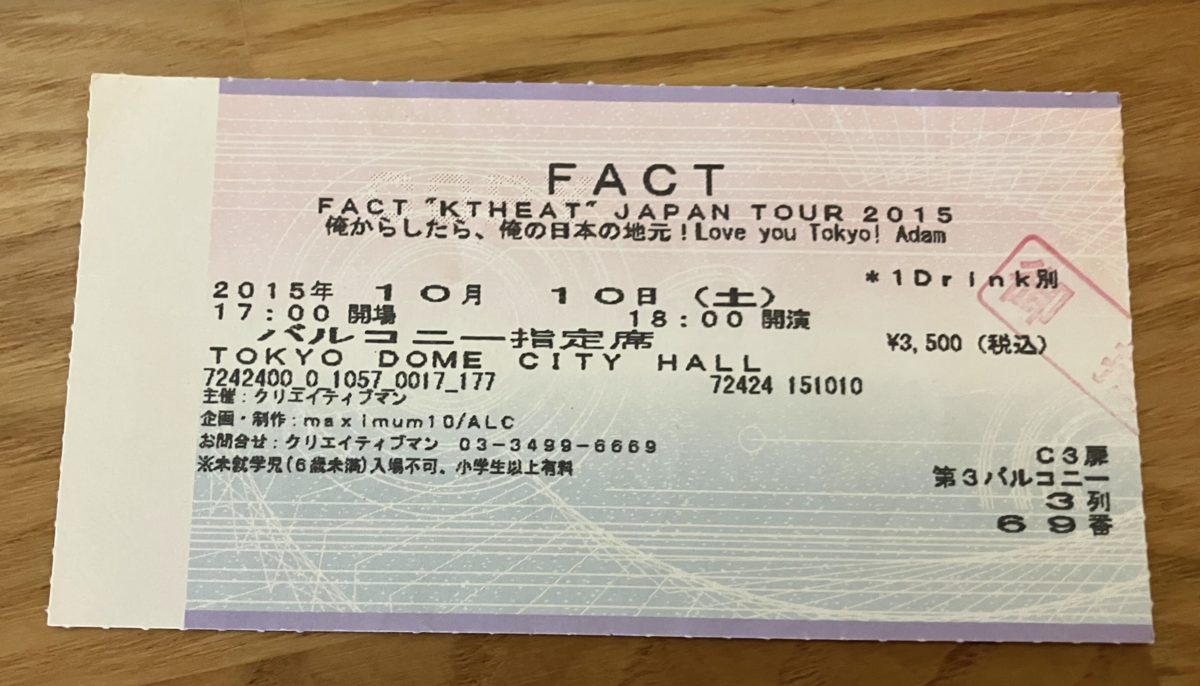 FACT
FACT "KTHEAT" JAPAN TOUR 2015
俺からしたら、俺の日本の地元！Love you Tokyo! Adam
*1Drink別
2015年 10月 10日 (土)
17:00 開場 18:00 開演
バルコニー指定席 ¥3,500 (税込)
TOKYO DOME CITY HALL
7242400_0_1057_0017_177 72424 151010
主催：クリエイティブマン
企画・制作：maximum10/ALC
お問合せ：クリエイティブマン 03-3499-6669
※未就学児(6歳未満)入場不可、小学生以上有料
C3扉
第3バルコニー
3列
69番